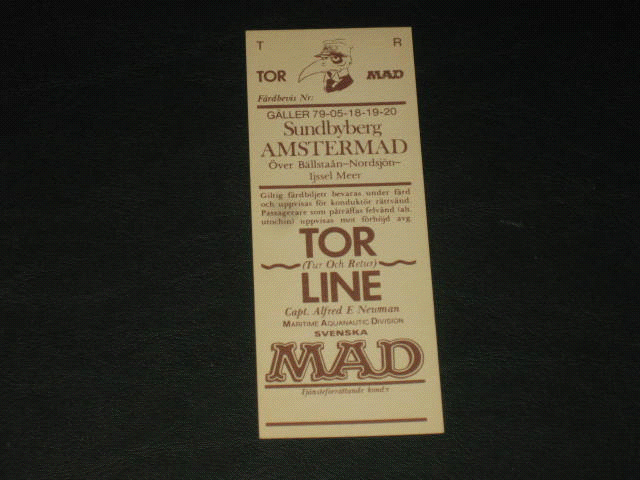 T R
TOR MAD
Färdbevis Nr:
GÄLLER 79-05-18-19-20
Sundbyberg
AMSTERMAD
Över Bällstaån–Nordsjön–
Ijssel Meer
Giltig färdbiljett bevaras under färd
och uppvisas för konduktör rättvänd.
Passagerare som påträffas felvänd (alt.
utochin) uppvisas mot förhöjd avg.
TOR
(Tur Och Retur)
LINE
Capt. Alfred E Newman
MARITIME AQUANAUTIC DIVISION
SVENSKA
MAD
Tjänsteförrättande kond:r